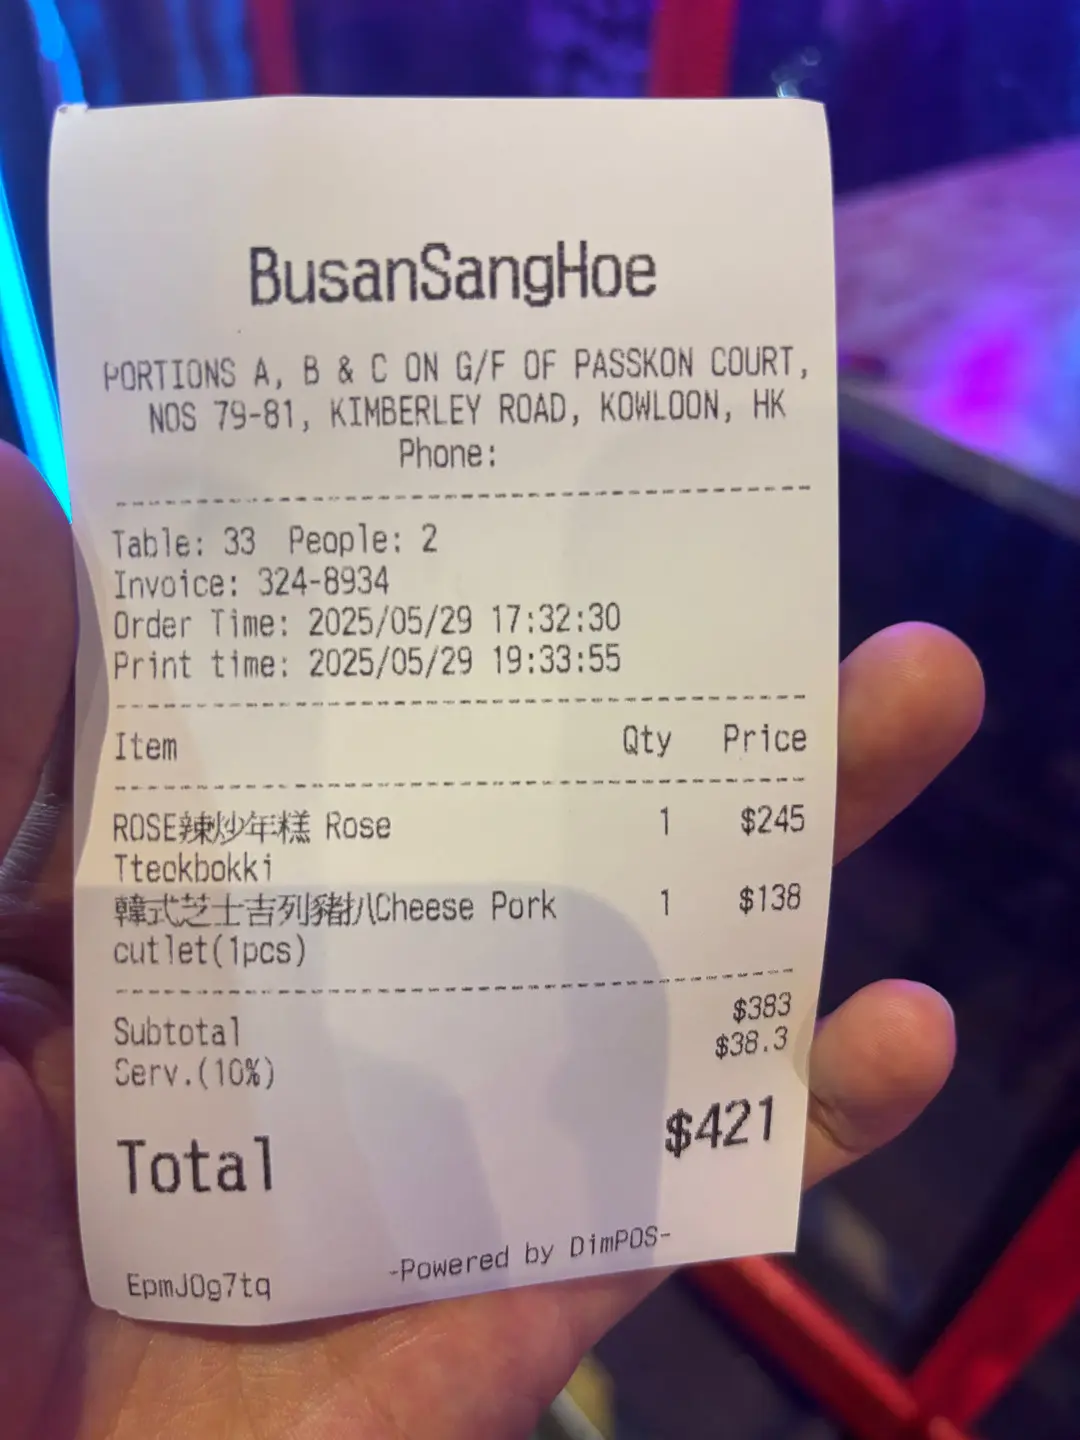 BusanSangHoe
PORTIONS A, B & C ON G/F OF PASSKON COURT,
NOS 79-81, KIMBERLEY ROAD, KOWLOON, HK
Phone:
Table: 33 People: 2
Invoice: 324-8934
Order Time: 2025/05/29 17:32:30
Print time: 2025/05/29 19:33:55
Item Qty Price
ROSE辣炒年糕 Rose 1 $245
Tteokbokki
韓式芝士吉列豬扒Cheese Pork 1 $138
cutlet(1pcs)
Subtotal $383
Serv.(10%) $38.3
Total $421
EpmJOg7tq -Powered by DimPOS-